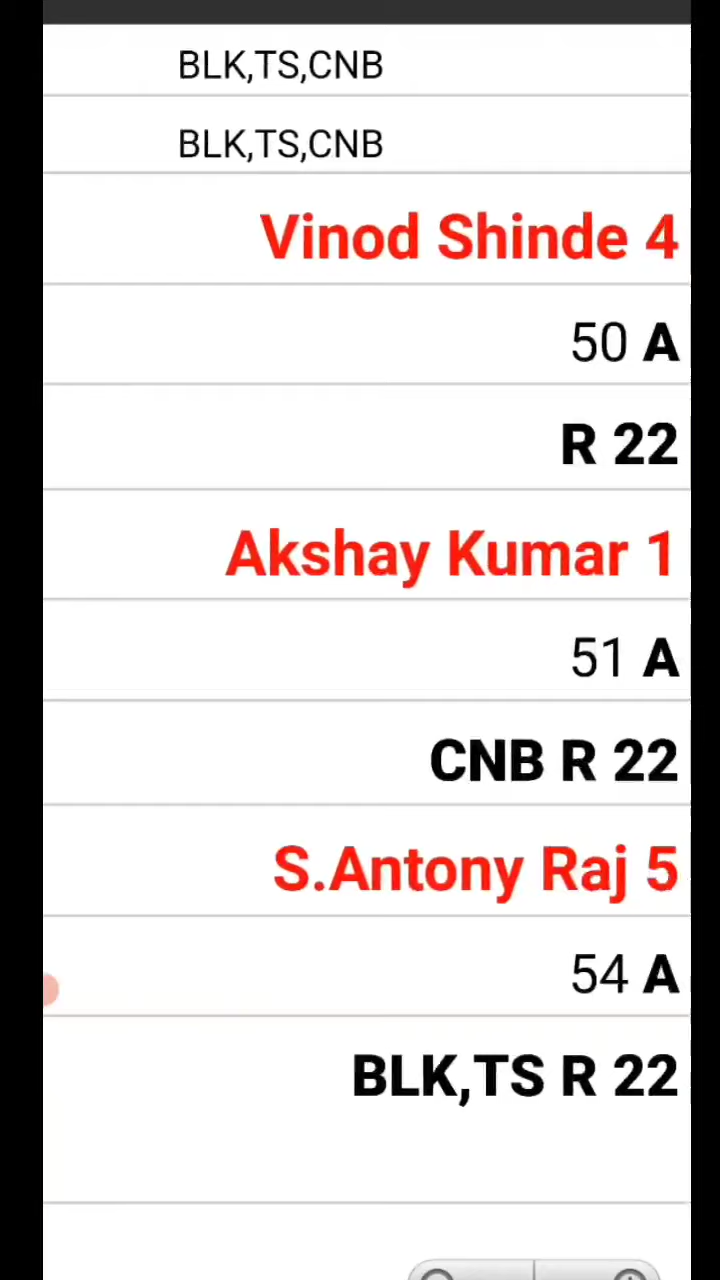 BLK,TS,CNB
BLK,TS,CNB
Vinod Shinde 4
50 A
R 22
Akshay Kumar 1
51 A
CNB R 22
S.Antony Raj 5
54 A
BLK,TS R 22